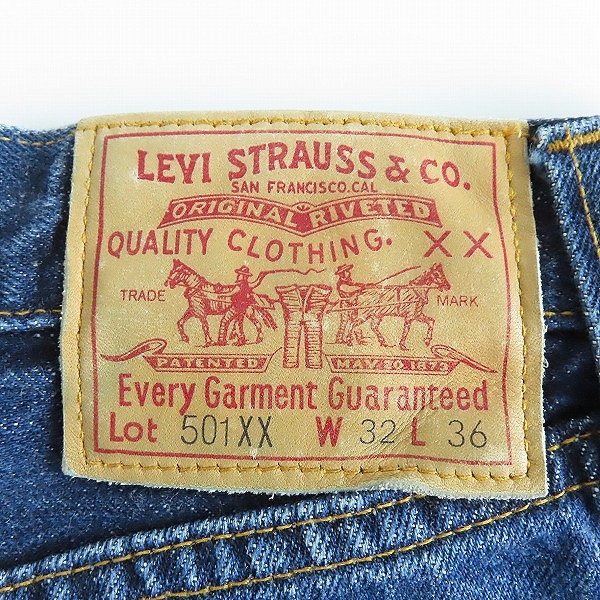 LEVI STRAUSS & CO.
SAN FRANCISCO.CAL
ORIGINAL RIVETED
QUALITY CLOTHING. XX
TRADE MARK
PATENTED MAY.20.1873
Every Garment Guaranteed
Lot 501XX W 32 L 36